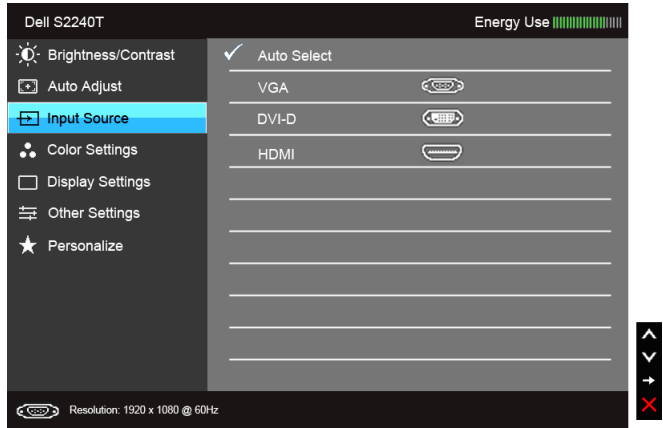 Dell S2240T
Energy Use
Brightness/Contrast
Auto Adjust
Input Source
Color Settings
Display Settings
Other Settings
Personalize
Auto Select
VGA
DVI-D
HDMI
Resolution: 1920 x 1080 @ 60Hz